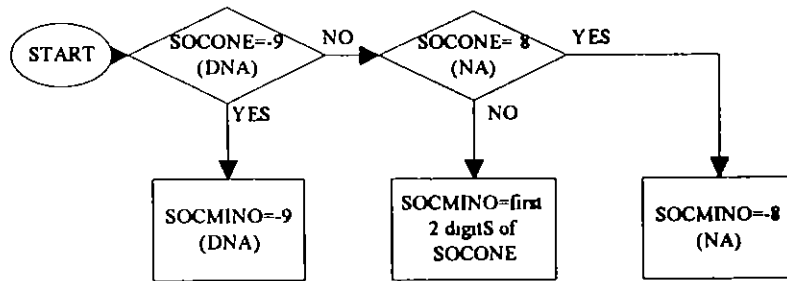 START
SOCONE=-9
(DNA)
NO
SOCONE= 8
(NA)
YES
YES
NO
SOCMINO=-9
(DNA)
SOCMINO=first
2 digitS of
SOCONE
SOCMINO=-8
(NA)